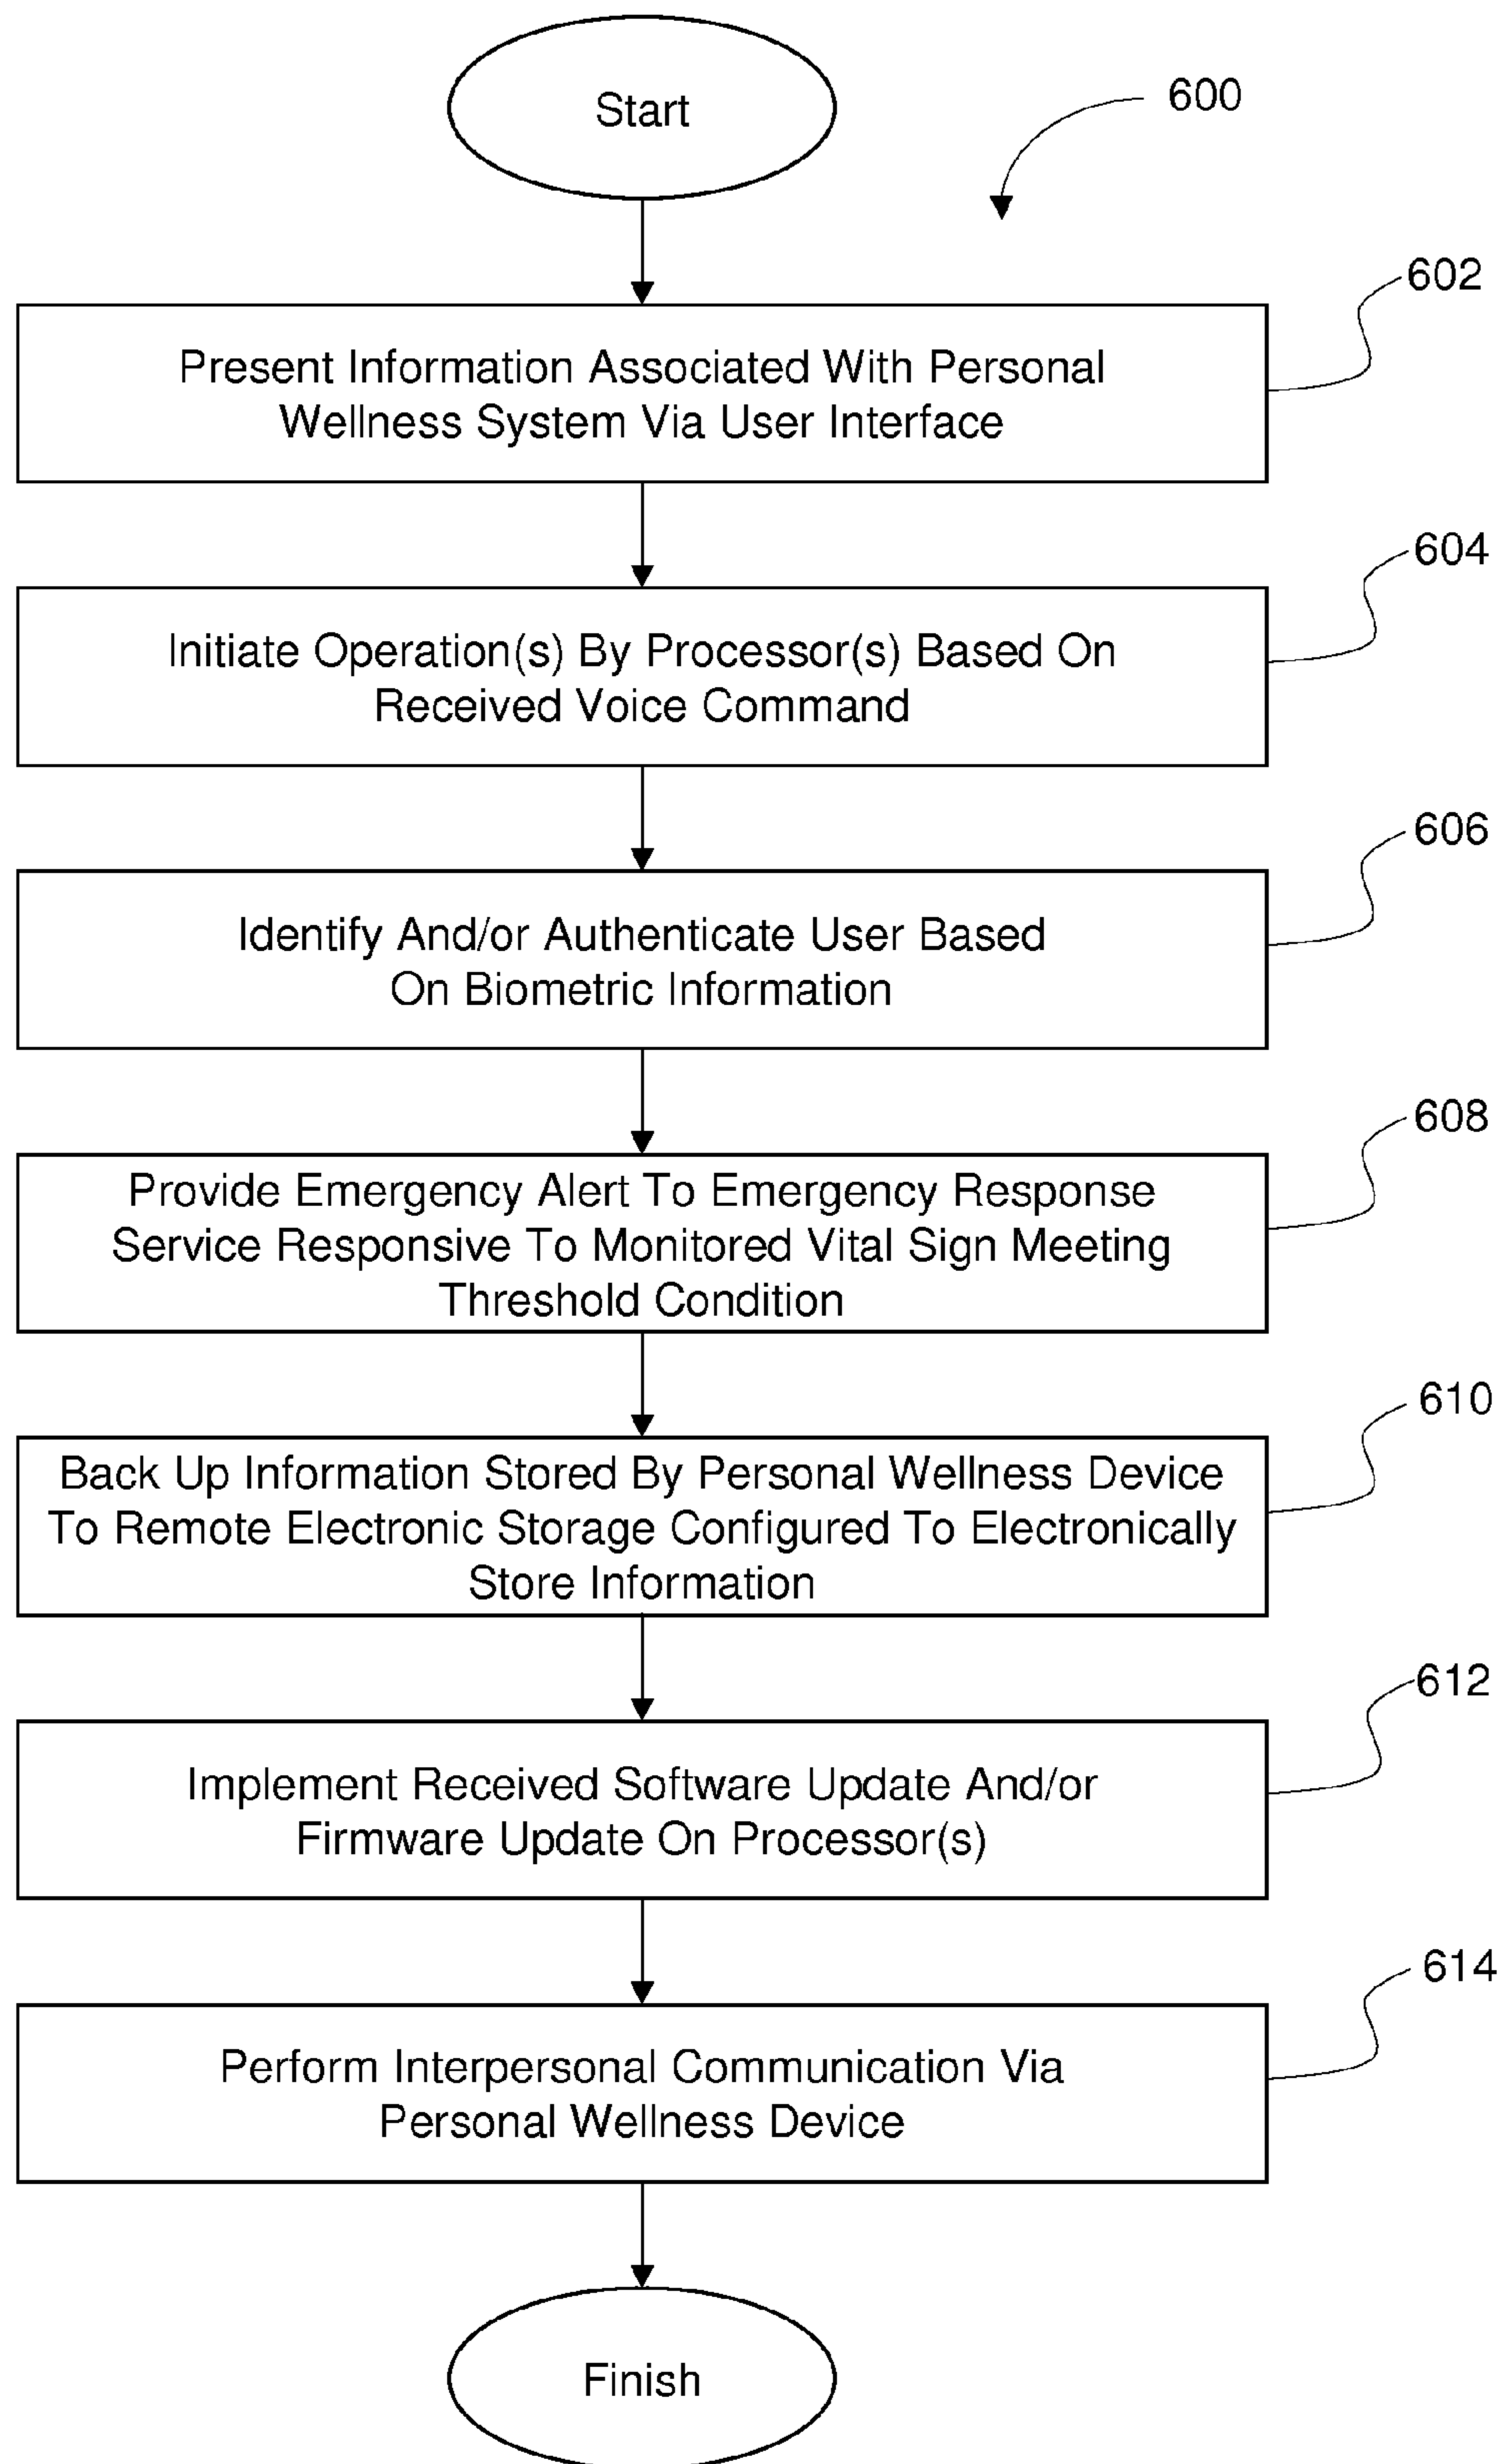 Start
600
602
Present Information Associated With Personal
Wellness System Via User Interface
604
Initiate Operation(s) By Processor(s) Based On
Received Voice Command
606
Identify And/or Authenticate User Based
On Biometric Information
608
Provide Emergency Alert To Emergency Response
Service Responsive To Monitored Vital Sign Meeting
Threshold Condition
610
Back Up Information Stored By Personal Wellness Device
To Remote Electronic Storage Configured To Electronically
Store Information
612
Implement Received Software Update And/or
Firmware Update On Processor(s)
614
Perform Interpersonal Communication Via
Personal Wellness Device
Finish